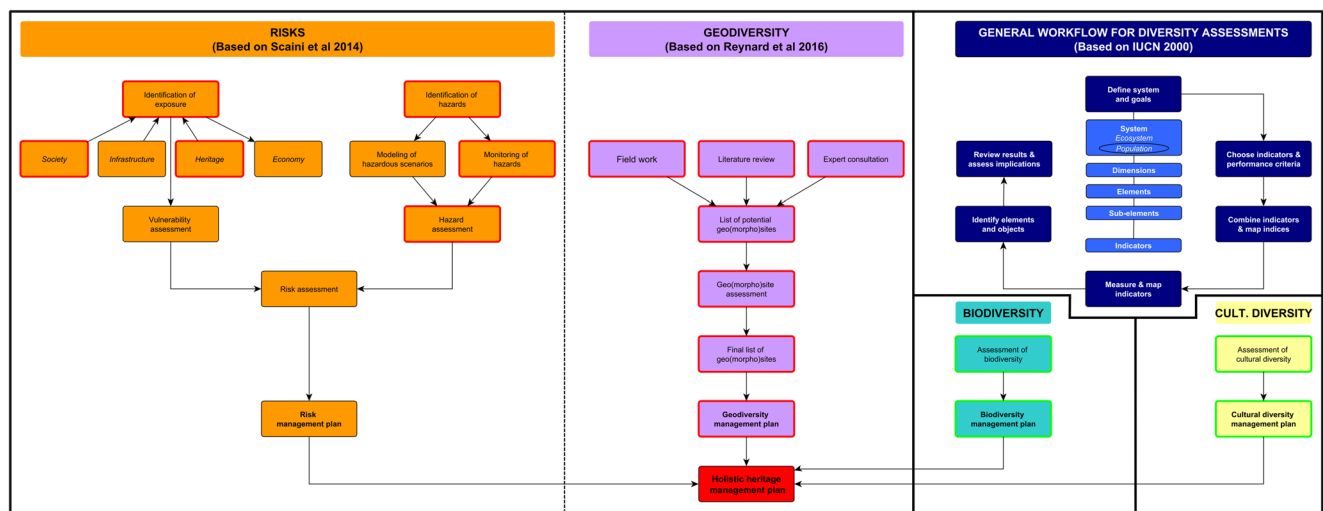 RISKS
(Based on Scaini et al 2014)
Identification of
exposure
Identification of
hazards
Society
Infrastructure
Heritage
Economy
Modeling of
hazardous scenarios
Monitoring of
hazards
Vulnerability
assessment
Hazard
assessment
Risk assessment
Risk
management plan
GEODIVERSITY
(Based on Reynard et al 2016)
Field work
Literature review
Expert consultation
List of potential
geo(morpho)sites
Geo(morpho)site
assessment
Final list of
geo(morpho)sites
Geodiversity
management plan
Holistic heritage
management plan
GENERAL WORKFLOW FOR DIVERSITY ASSESSMENTS
(Based on IUCN 2000)
Define system
and goals
System
Ecosystem
Population
Dimensions
Elements
Sub-elements
Indicators
Review results &
assess implications
Choose indicators &
performance criteria
Identify elements
and objects
Combine indicators
& map indices
Measure & map
indicators
BIODIVERSITY
Assessment of
biodiversity
Biodiversity
management plan
CULT. DIVERSITY
Assessment of
cultural diversity
Cultural diversity
management plan